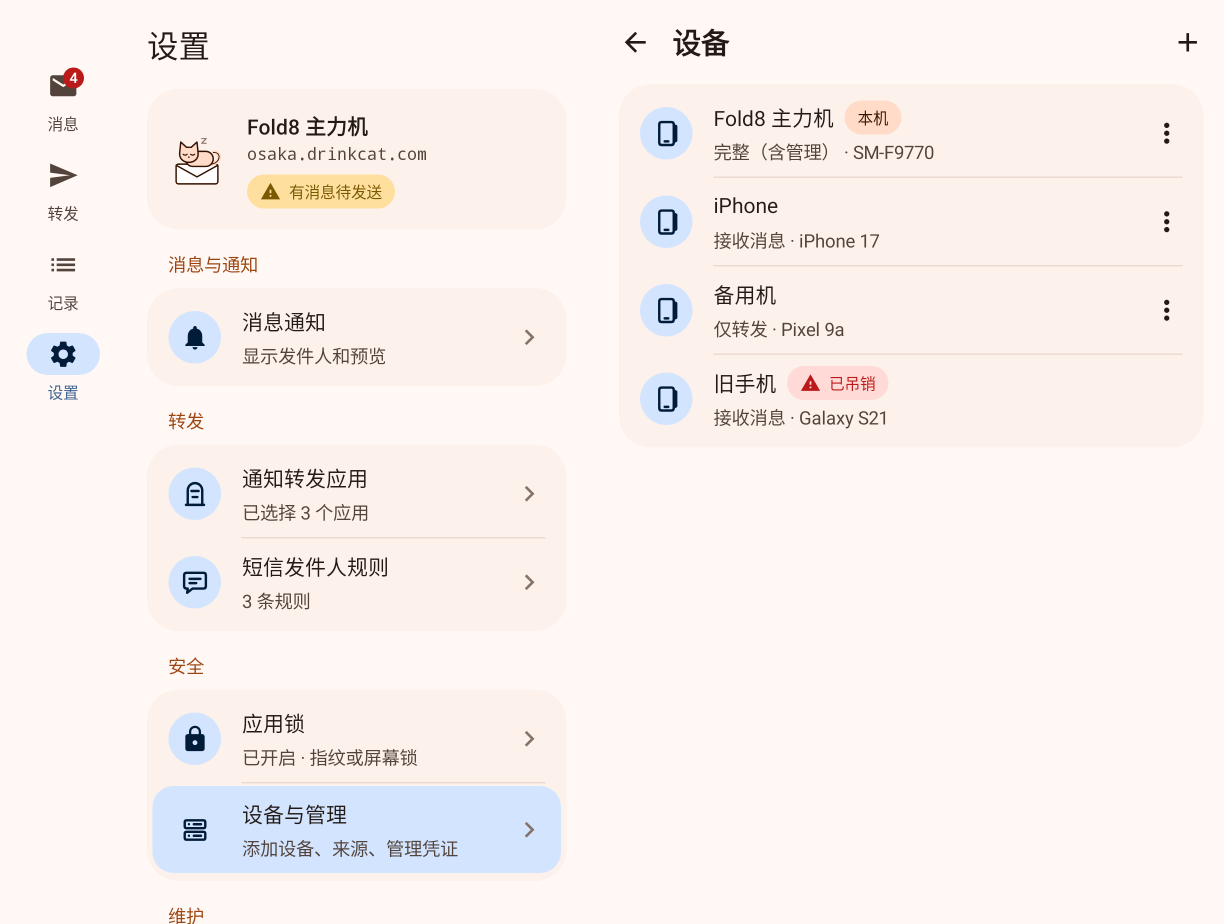 4
消息
转发
记录
设置
设置
z
Fold8 主力机
osaka.drinkcat.com
有消息待发送
消息与通知
消息通知
显示发件人和预览
转发
通知转发应用
已选择 3 个应用
短信发件人规则
3 条规则
安全
应用锁
已开启 · 指纹或屏幕锁
设备与管理
添加设备、来源、管理凭证
维护
设备
Fold8 主力机 本机
完整（含管理） · SM-F9770
iPhone
接收消息 · iPhone 17
备用机
仅转发 · Pixel 9a
旧手机 已吊销
接收消息 · Galaxy S21